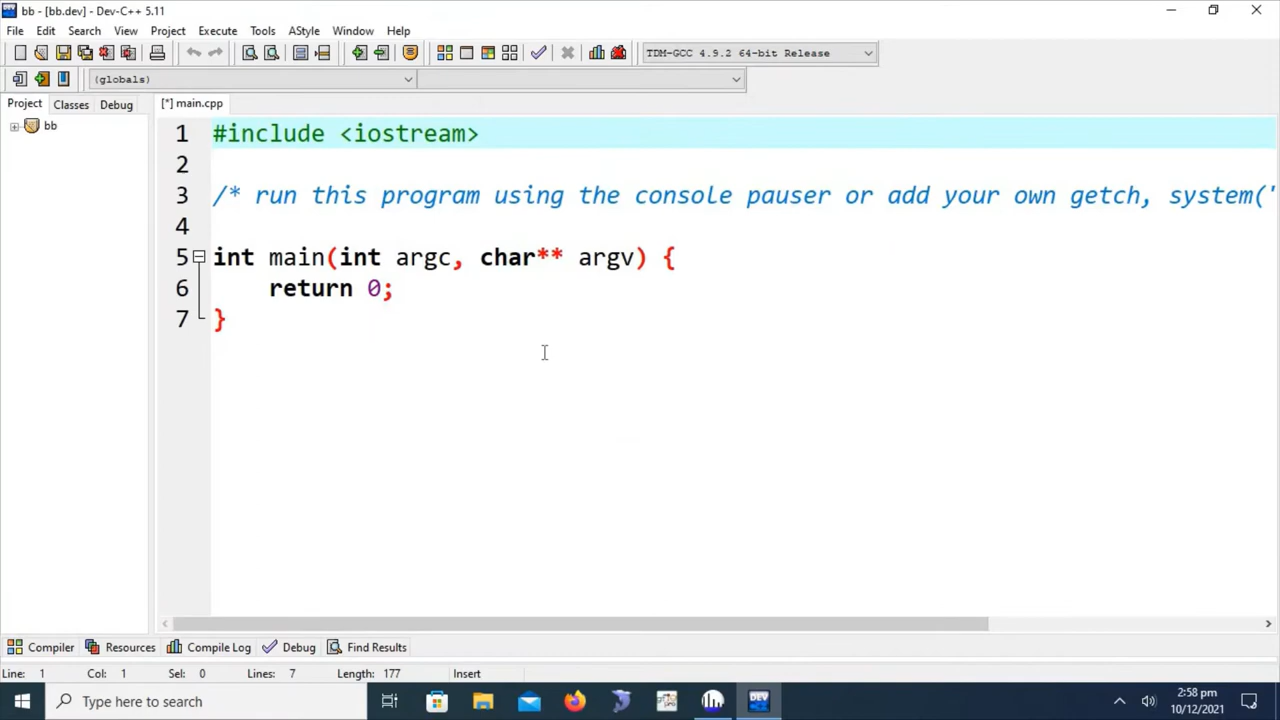 bb - [bb.dev] - Dev-C++ 5.11
File Edit Search View Project Execute Tools AStyle Window Help
TDM-GCC 4.9.2 64-bit Release
(globals)
Project Classes Debug
[*] main.cpp
bb
1 #include <iostream>
2
3 /* run this program using the console pauser or add your own getch, system("
4
5 int main(int argc, char** argv) {
6 return 0;
7 }
Compiler Resources Compile Log Debug Find Results
Line: 1 Col: 1 Sel: 0 Lines: 7 Length: 177 Insert
Type here to search
DEV
2:58 pm
10/12/2021